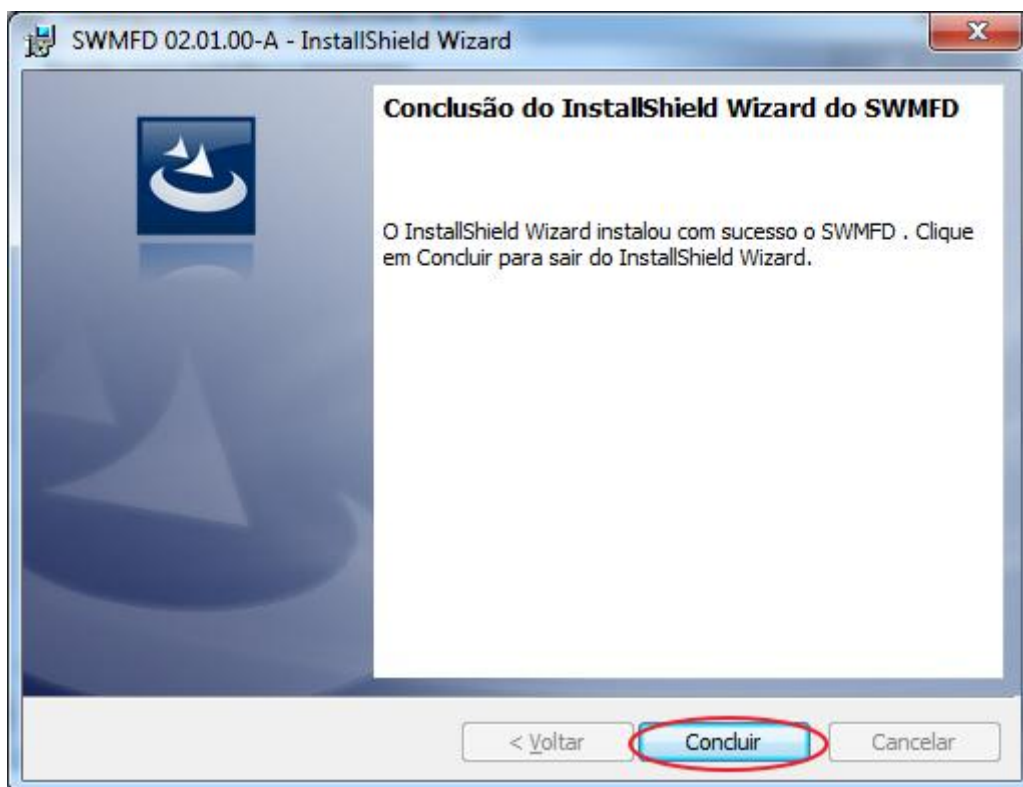 SWMFD 02.01.00-A - InstallShield Wizard
Conclusão do InstallShield Wizard do SWMFD
O InstallShield Wizard instalou com sucesso o SWMFD . Clique
em Concluir para sair do InstallShield Wizard.
< Voltar
Concluir
Cancelar